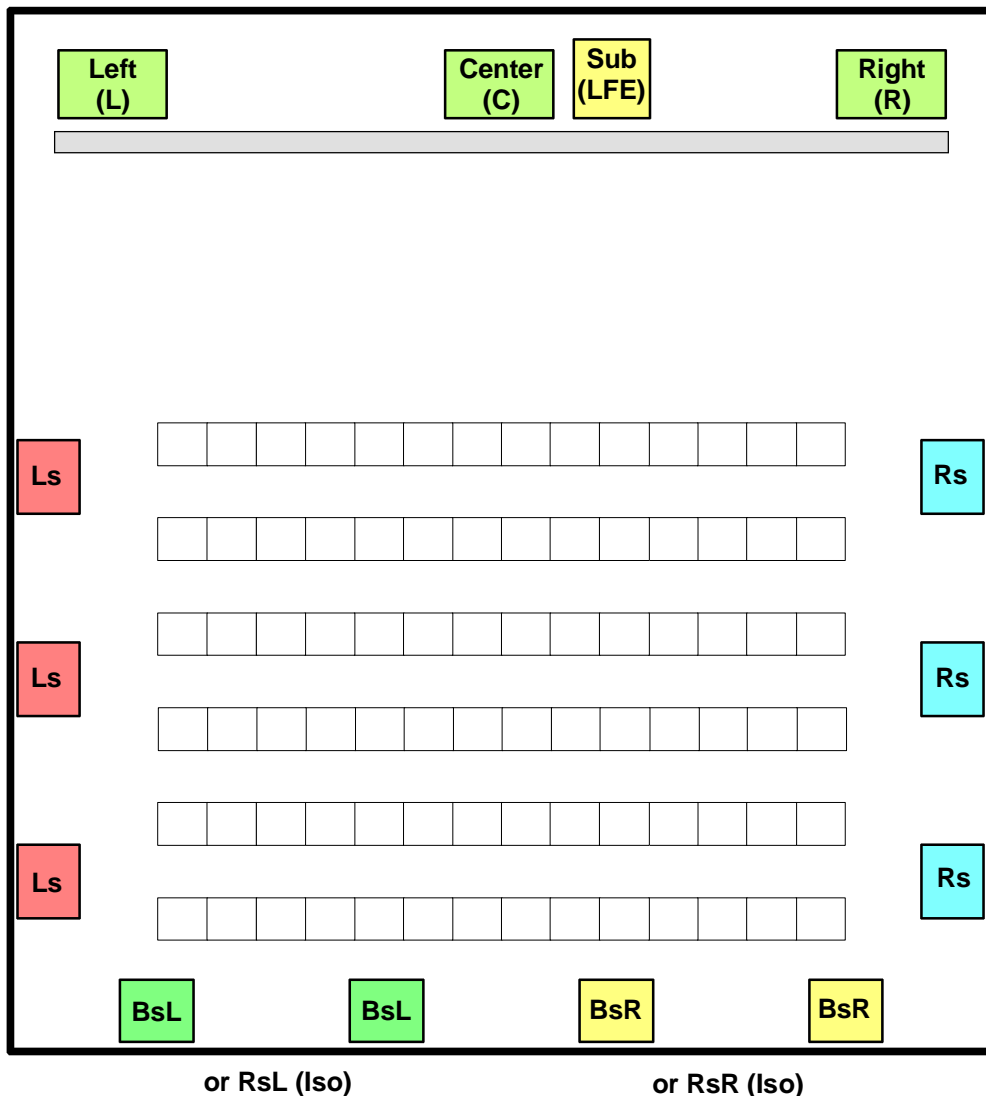 Left
(L)
Center
(C)
Sub
(LFE)
Right
(R)
Ls
Rs
Ls
Rs
Ls
Rs
BsL
BsL
BsR
BsR
or RsL (Iso)
or RsR (Iso)